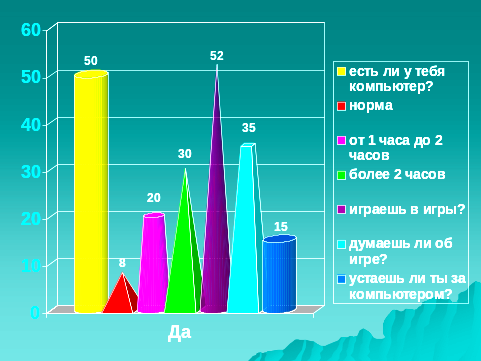 60
50
40
30
20
10
0
50
8
20
30
52
35
15
Да
есть ли у тебя
компьютер?
норма
от 1 часа до 2
часов
более 2 часов
играешь в игры?
думаешь ли об
игре?
устаешь ли ты за
компьютером?